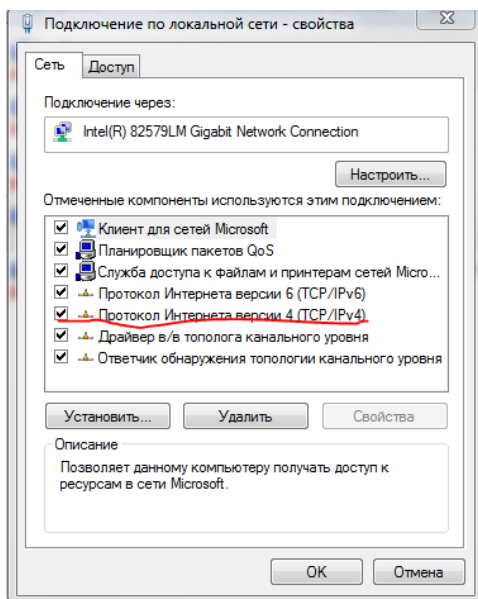 Подключение по локальной сети - свойства
Сеть Доступ
Подключение через:
Intel(R) 82579LM Gigabit Network Connection
Настроить...
Отмеченные компоненты используются этим подключением:
Клиент для сетей Microsoft
Планировщик пакетов QoS
Служба доступа к файлам и принтерам сетей Micro...
Протокол Интернета версии 6 (TCP/IPv6)
Протокол Интернета версии 4 (TCP/IPv4)
Драйвер в/в тополога канального уровня
Ответчик обнаружения топологии канального уровня
Установить... Удалить Свойства
Описание
Позволяет данному компьютеру получать доступ к
ресурсам в сети Microsoft.
OK Отмена